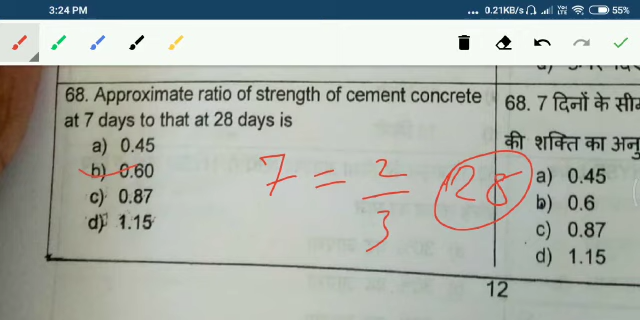 3:24 PM
... 0.21KB/s 55%
68. Approximate ratio of strength of cement concrete
at 7 days to that at 28 days is
a) 0.45
b) 0.60
c) 0.87
d) 1.15
7 = 2/3 28
68. 7 दिनों के
की शक्ति का
a) 0.45
b) 0.6
c) 0.87
d) 1.15
12